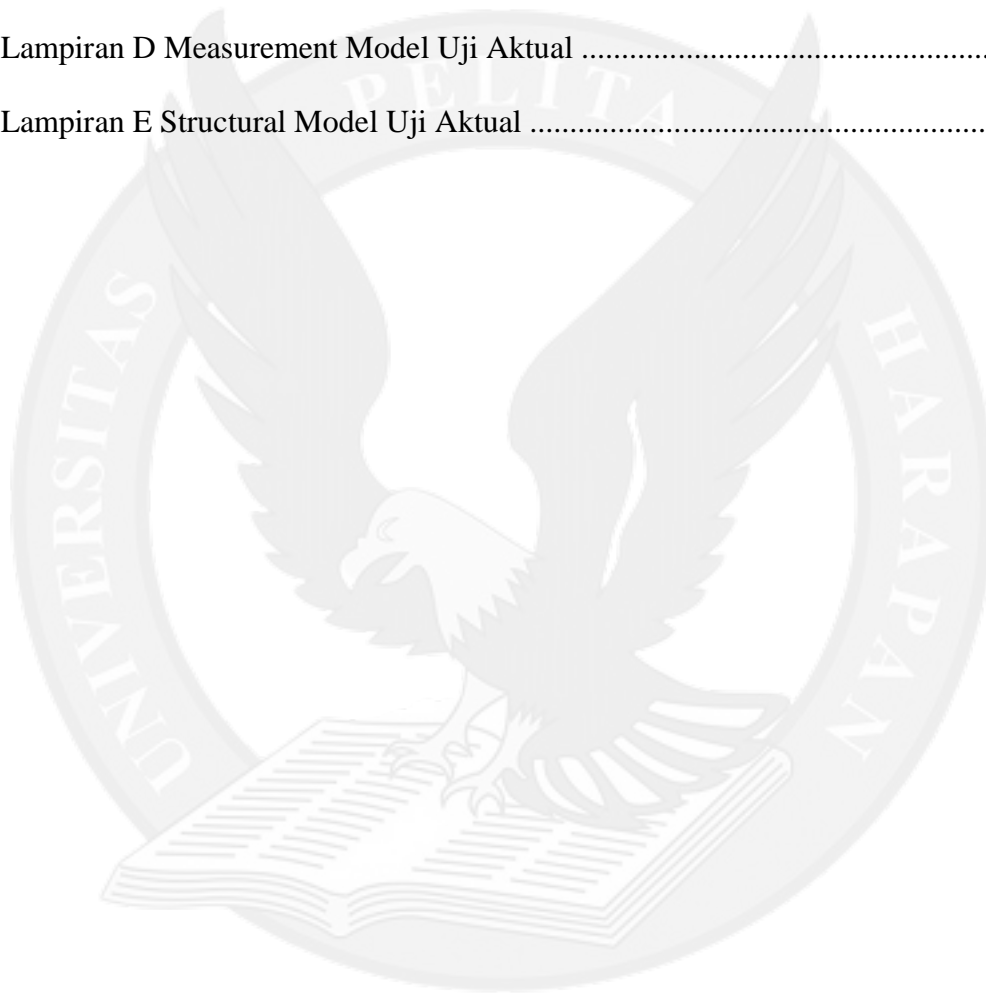 Lampiran D Measurement Model Uji Aktual .....................................................
Lampiran E Structural Model Uji Aktual ...........................................................
UNIVERSITAS PELITA HARAPAN